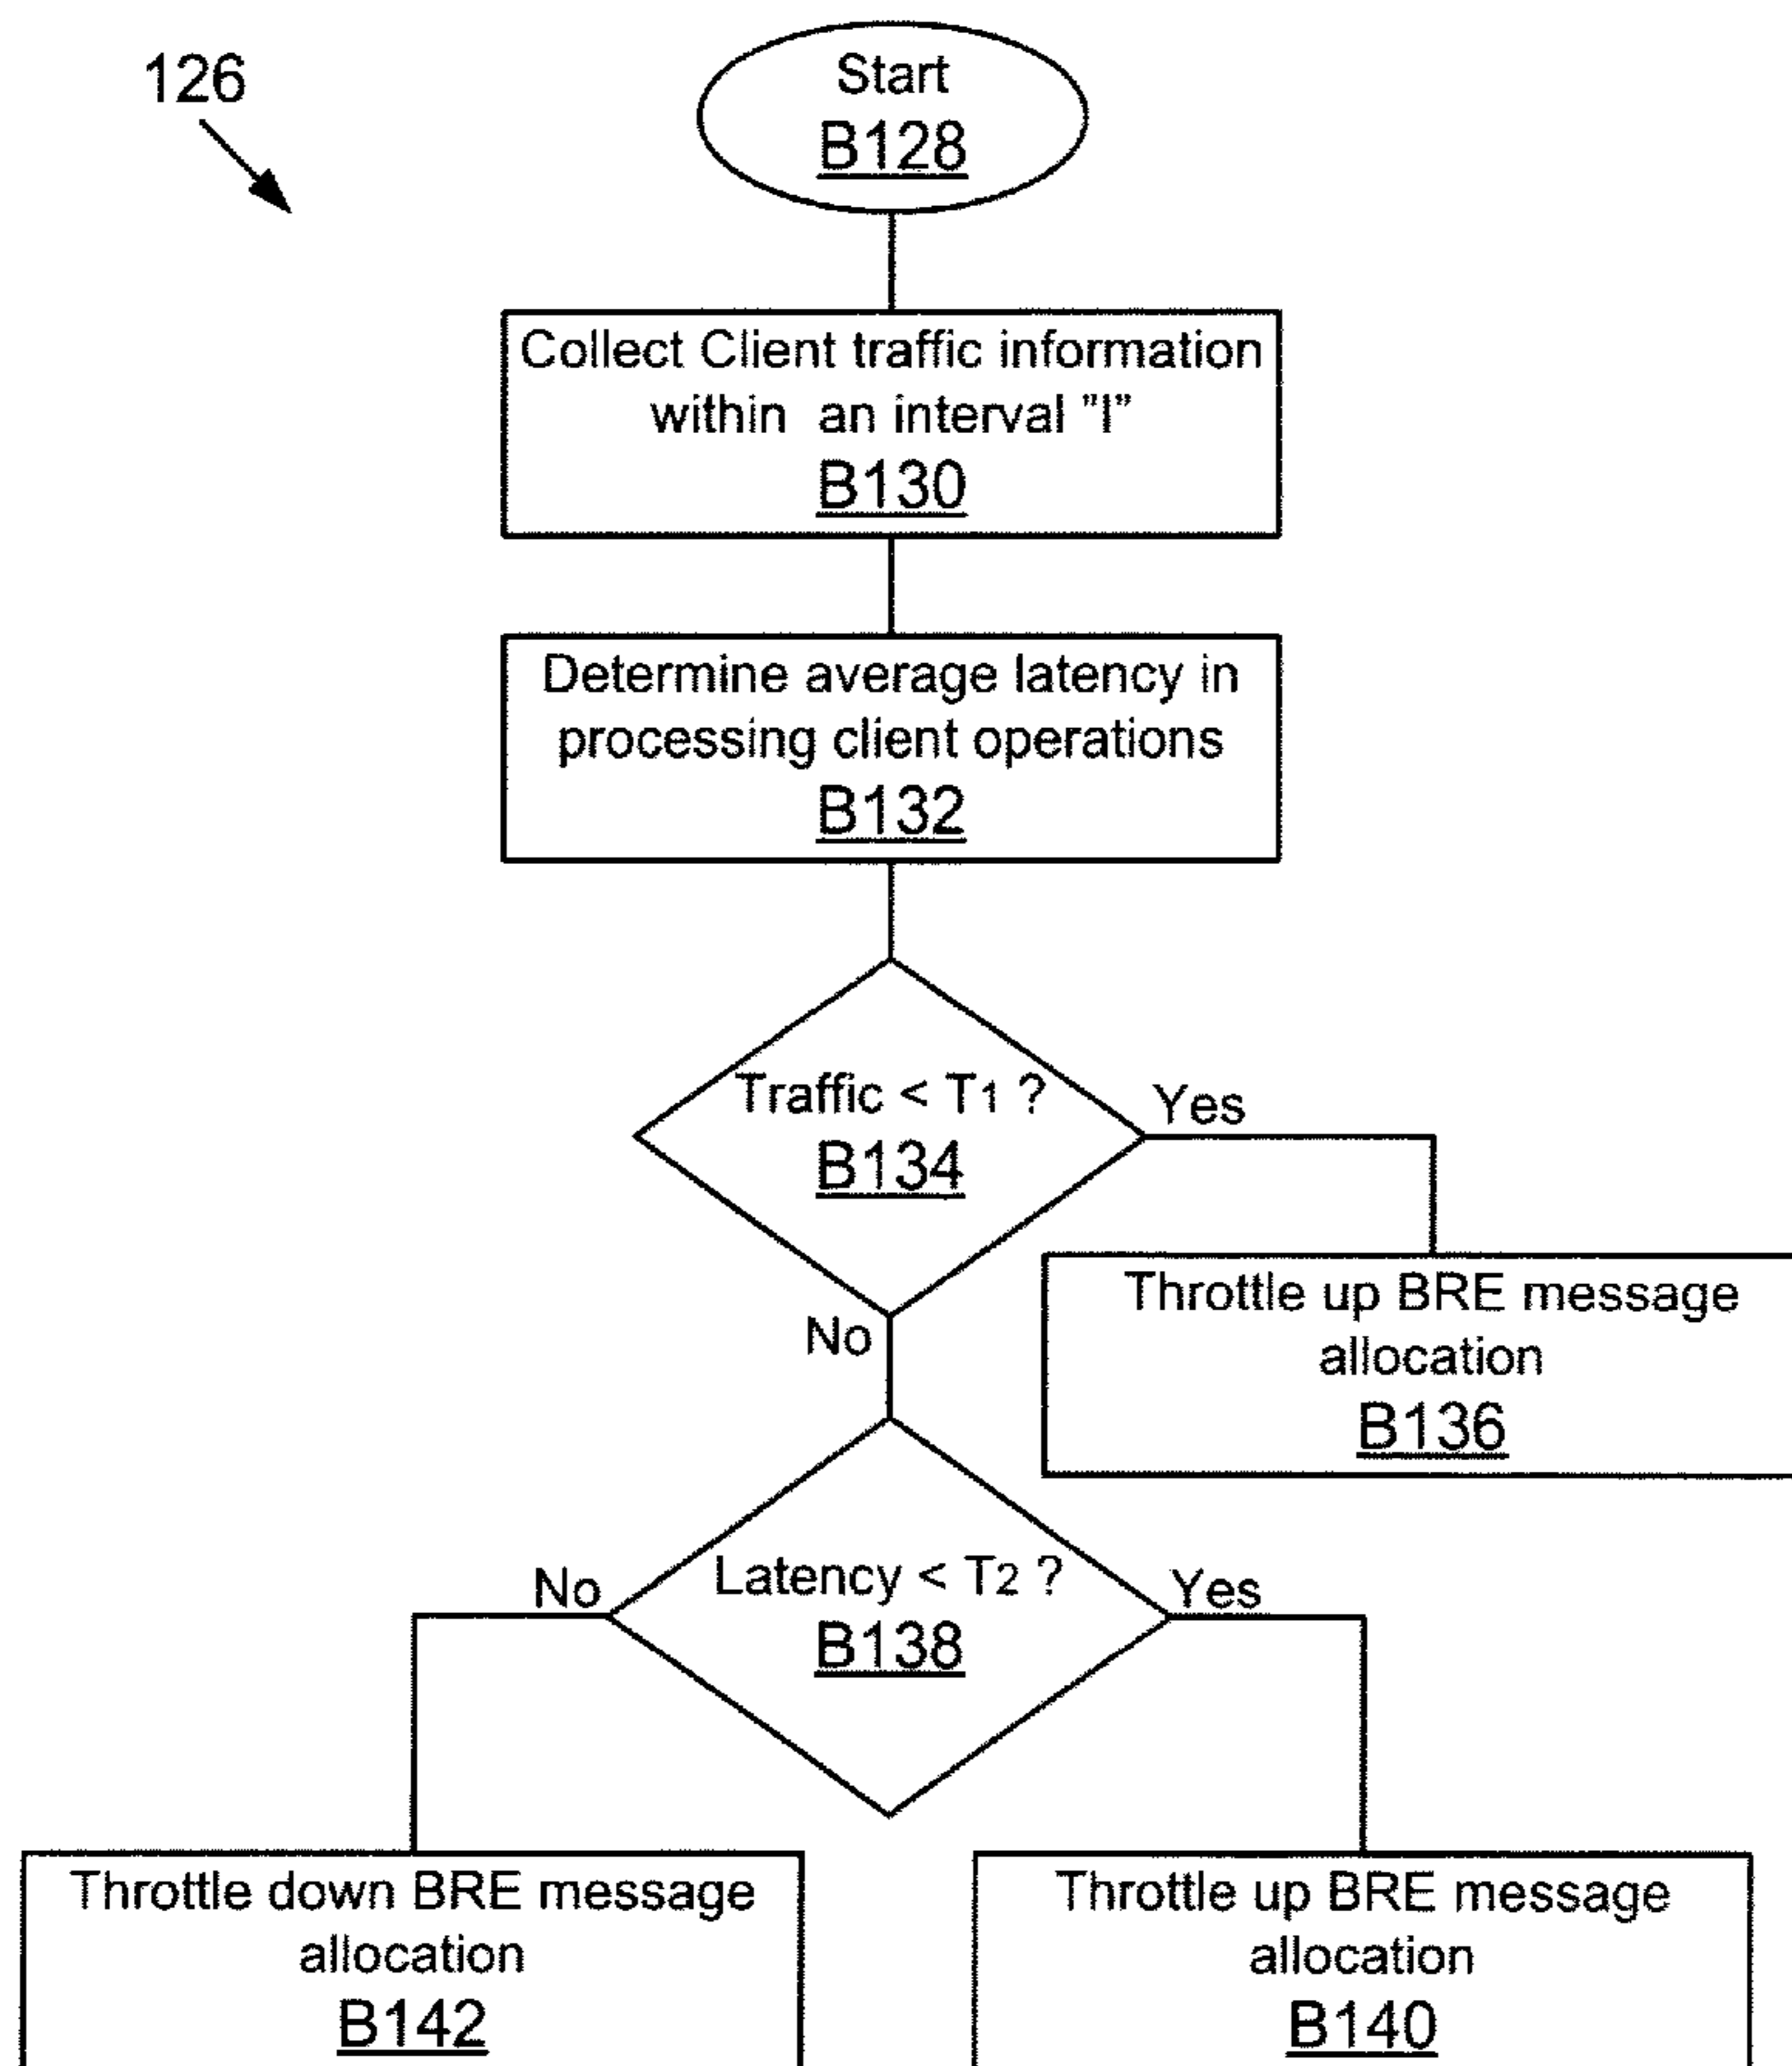 126
Start
B128
Collect Client traffic information
within an interval "I"
B130
Determine average latency in
processing client operations
B132
Traffic < T1 ?
B134
Yes
No
Throttle up BRE message
allocation
B136
Latency < T2 ?
B138
No
Yes
Throttle down BRE message
allocation
B142
Throttle up BRE message
allocation
B140